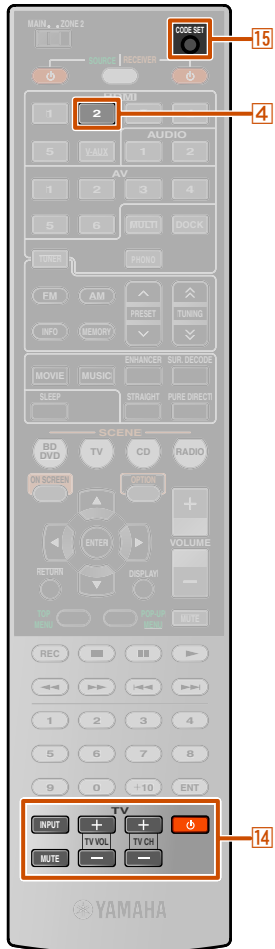 MAIN ZONE 2
CODE SET
15
SOURCE RECEIVER
HDMI
1 2
4
AUDIO
5 V-AUX 1 2
AV
1 2 3 4
5 6 MULTI DOCK
TUNER PHONO
FM AM
PRESET TUNING
INFO MEMORY
ENHANCER SUR. DECODE
MOVIE MUSIC
SLEEP STRAIGHT PURE DIRECT
SCENE
BD DVD TV CD RADIO
ON SCREEN OPTION
ENTER
VOLUME
RETURN DISPLAY
TOP MENU POP-UP MENU MUTE
REC
1 2 3 4
5 6 7 8
9 0 +10 ENT
TV
INPUT TV VOL TV CH
14
MUTE
YAMAHA